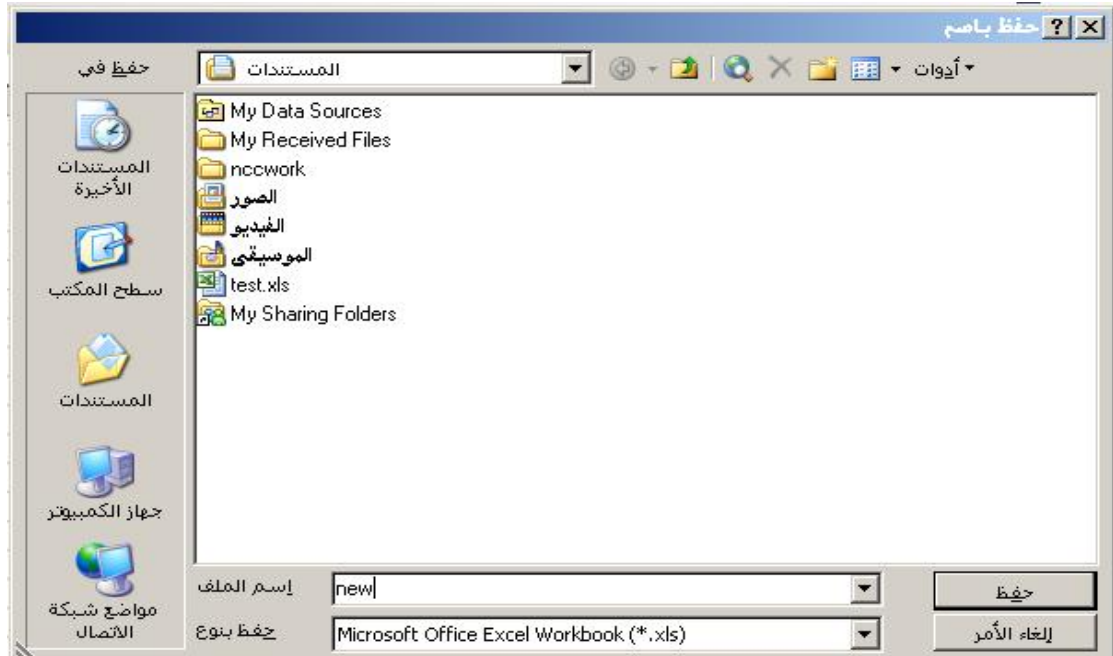 حفظ باسم
حفظ في
المستندات
أدوات
المستندات
الأخيرة
سطح المكتب
المستندات
جهاز الكمبيوتر
مواضع شبكة
الاتصال
My Data Sources
My Received Files
nccwork
الصور
الفيديو
الموسيقى
test.xls
My Sharing Folders
إسم الملف
new
حفظ
حفظ بنوع
Microsoft Office Excel Workbook (*.xls)
إلغاء الأمر